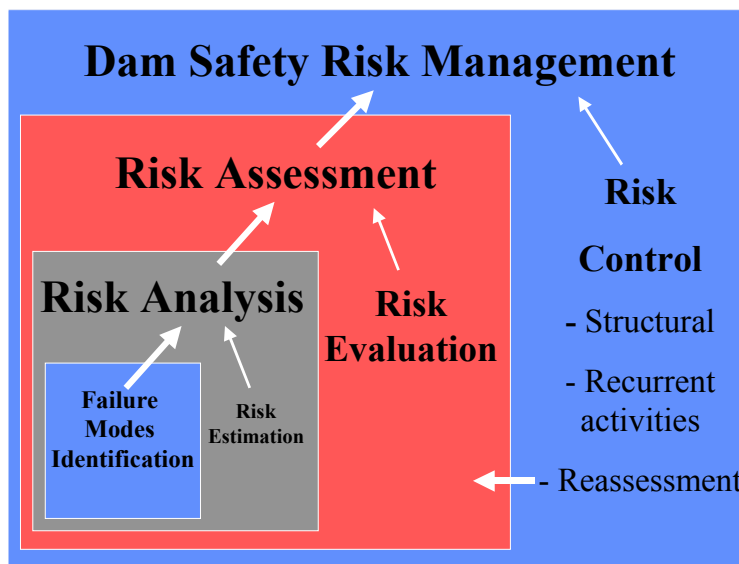 Dam Safety Risk Management
Risk Assessment
Risk
Control
Risk Analysis
Risk
Evaluation
- Structural
- Recurrent
activities
Failure
Modes
Identification
Risk
Estimation
- Reassessment